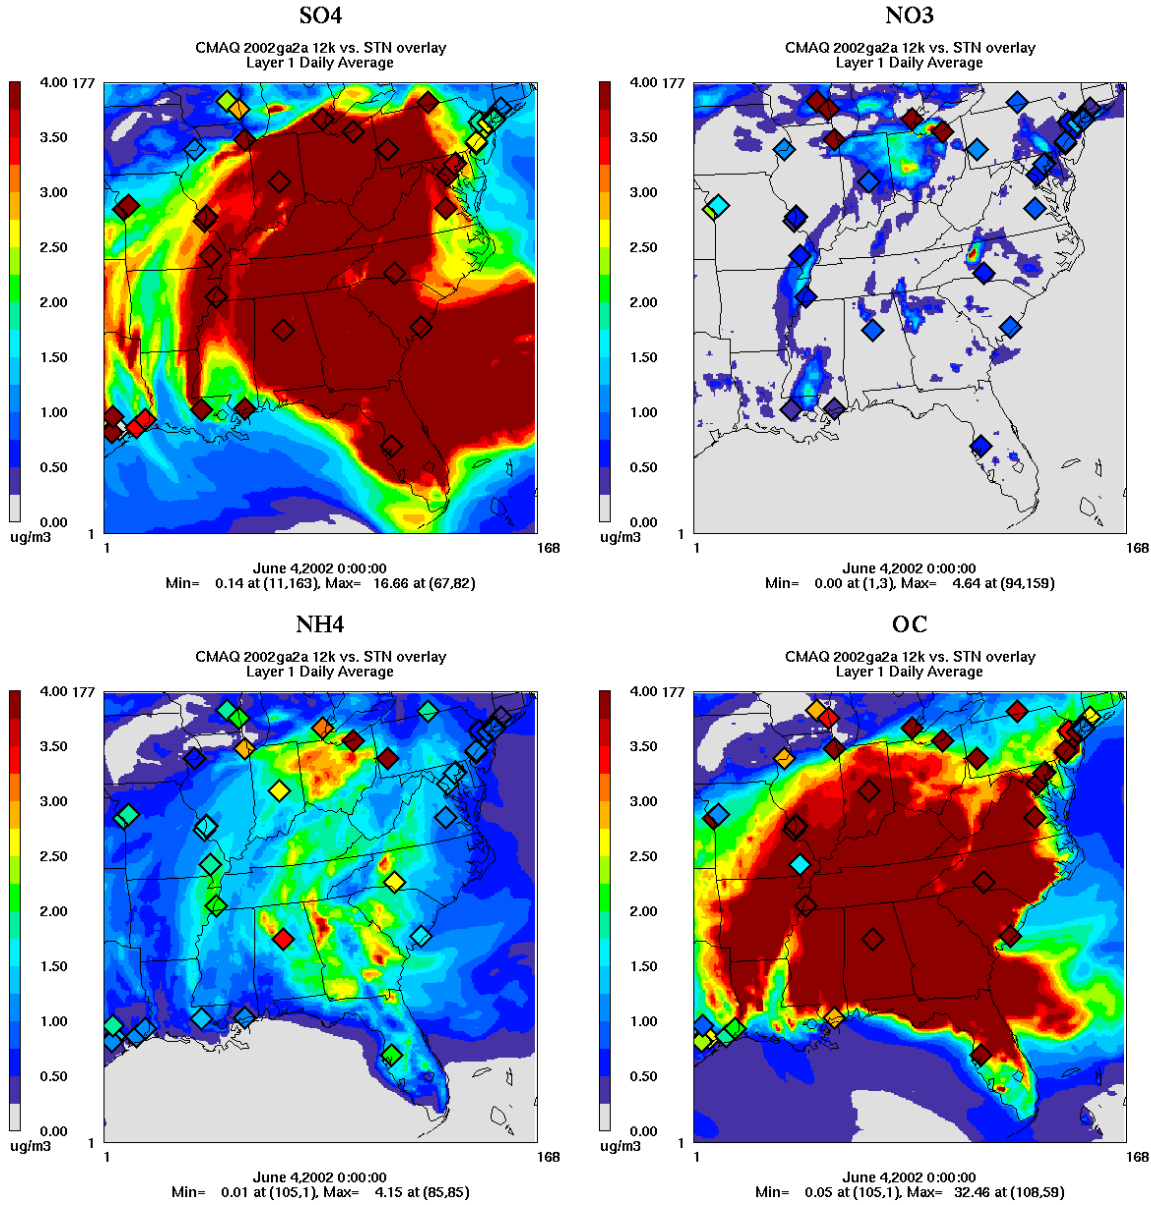 SO4
CMAQ 2002ga2a 12k vs. STN overlay
Layer 1 Daily Average
4.00 177
3.50
3.00
2.50
2.00
1.50
1.00
0.50
0.00
ug/m3
1
1 168
June 4,2002 0:00:00
Min= 0.14 at (11,163), Max= 16.66 at (67,82)
NO3
CMAQ 2002ga2a 12k vs. STN overlay
Layer 1 Daily Average
4.00 177
3.50
3.00
2.50
2.00
1.50
1.00
0.50
0.00
ug/m3
1
1 168
June 4,2002 0:00:00
Min= 0.00 at (1,3), Max= 4.64 at (94,159)
NH4
CMAQ 2002ga2a 12k vs. STN overlay
Layer 1 Daily Average
4.00 177
3.50
3.00
2.50
2.00
1.50
1.00
0.50
0.00
ug/m3
1
1 168
June 4,2002 0:00:00
Min= 0.01 at (105,1), Max= 4.15 at (85,85)
OC
CMAQ 2002ga2a 12k vs. STN overlay
Layer 1 Daily Average
4.00 177
3.50
3.00
2.50
2.00
1.50
1.00
0.50
0.00
ug/m3
1
1 168
June 4,2002 0:00:00
Min= 0.05 at (105,1), Max= 32.46 at (108,59)